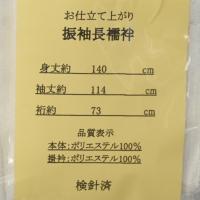 お仕立て上がり
振袖長襦袢
身丈約 140 cm
袖丈約 114 cm
裄約 73 cm
品質表示
本体:ポリエステル100%
掛衿:ポリエステル100%
検針済